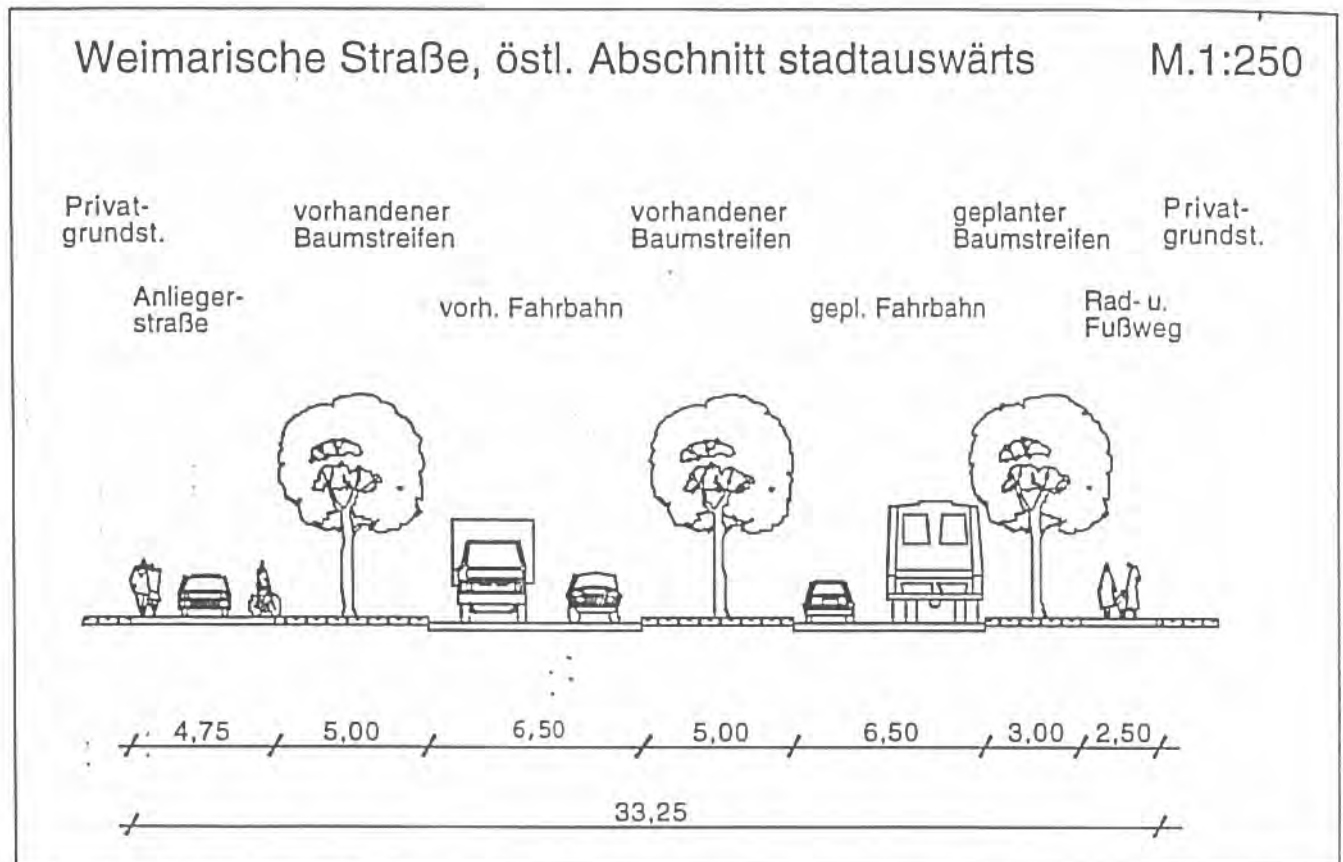 Weimarische Straße, östl. Abschnitt stadtauswärts M.1:250
Privat-
grundst.
vorhandener
Baumstreifen
vorhandener
Baumstreifen
geplanter
Baumstreifen
Privat-
grundst.
Anlieger-
straße
vorh. Fahrbahn
gepl. Fahrbahn
Rad- u.
Fußweg
4,75 5,00 6,50 5,00 6,50 3,00 2,50
33,25